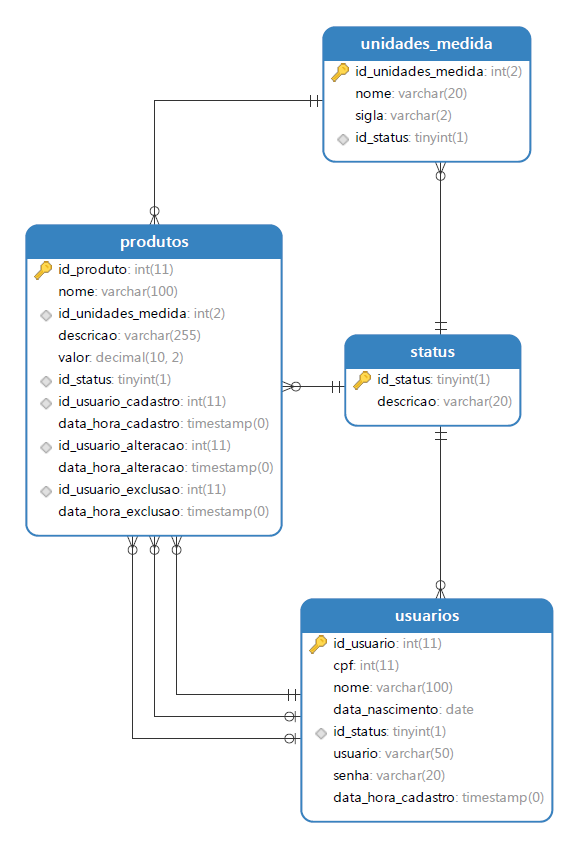 unidades_medida
id_unidades_medida: int(2)
nome: varchar(20)
sigla: varchar(2)
id_status: tinyint(1)
produtos
id_produto: int(11)
nome: varchar(100)
id_unidades_medida: int(2)
descricao: varchar(255)
valor: decimal(10, 2)
id_status: tinyint(1)
id_usuario_cadastro: int(11)
data_hora_cadastro: timestamp(0)
id_usuario_alteracao: int(11)
data_hora_alteracao: timestamp(0)
id_usuario_exclusao: int(11)
data_hora_exclusao: timestamp(0)
status
id_status: tinyint(1)
descricao: varchar(20)
usuarios
id_usuario: int(11)
cpf: int(11)
nome: varchar(100)
data_nascimento: date
id_status: tinyint(1)
usuario: varchar(50)
senha: varchar(20)
data_hora_cadastro: timestamp(0)